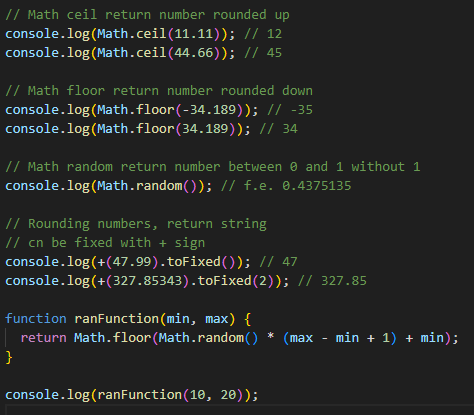 // Math ceil return number rounded up
console.log(Math.ceil(11.11)); // 12
console.log(Math.ceil(44.66)); // 45
// Math floor return number rounded down
console.log(Math.floor(-34.189)); // -35
console.log(Math.floor(34.189)); // 34
// Math random return number between 0 and 1 without 1
console.log(Math.random()); // f.e. 0.4375135
// Rounding numbers, return string
// cn be fixed with + sign
console.log(+(47.99).toFixed()); // 47
console.log(+(327.85343).toFixed(2)); // 327.85
function ranFunction(min, max) {
return Math.floor(Math.random() * (max - min + 1) + min);
}
console.log(ranFunction(10, 20));